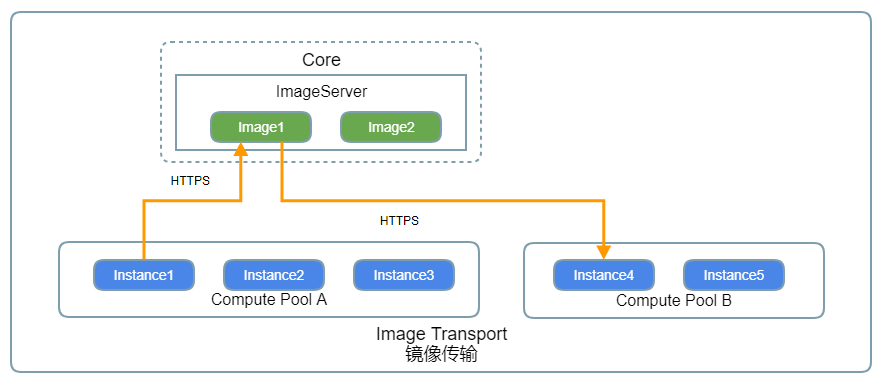 Core
ImageServer
Image1
Image2
HTTPS
HTTPS
Instance1
Instance2
Instance3
Compute Pool A
Instance4
Instance5
Compute Pool B
Image Transport
镜像传输